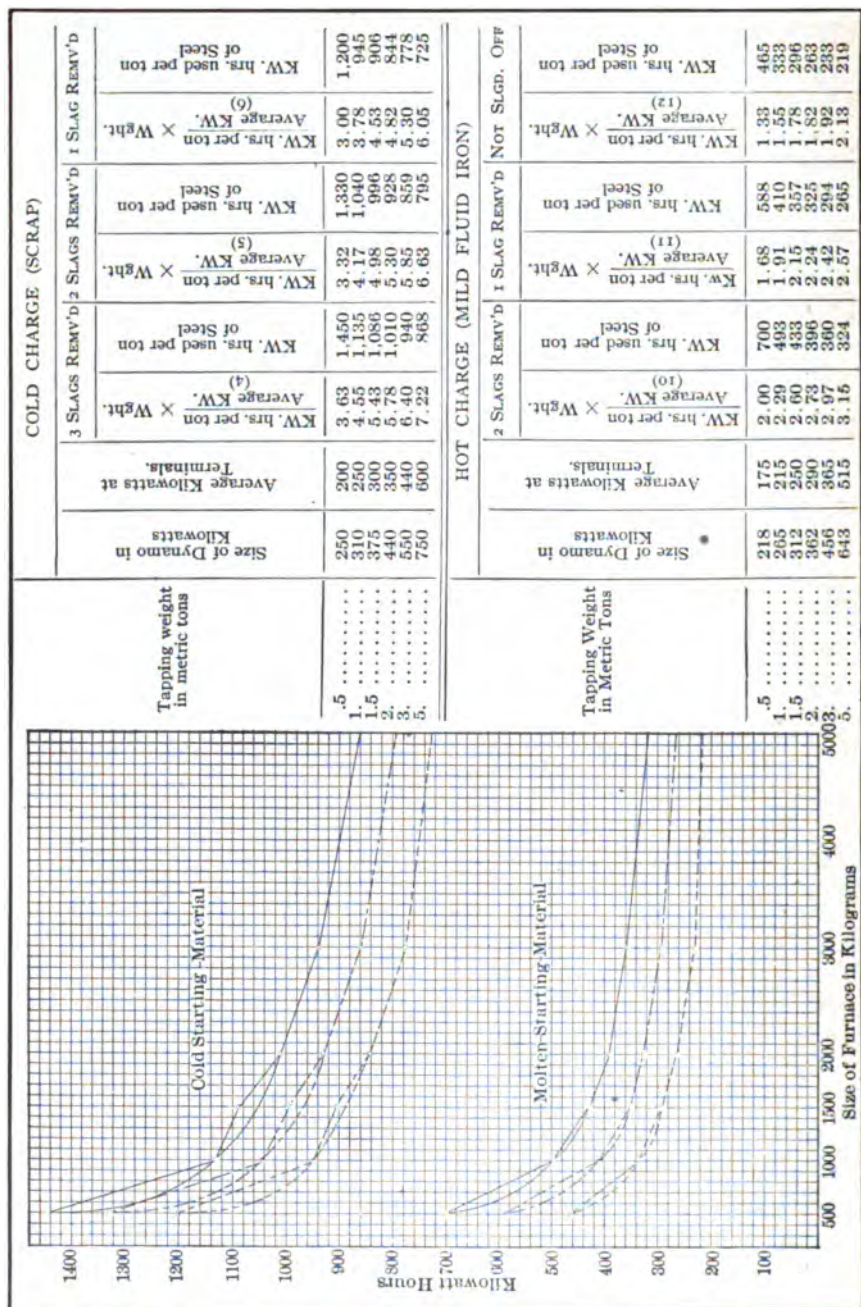 COLD CHARGE (SCRAP)
Tapping weight
in metric tons
Size of Dynamo in
Kilowatts
Average Kilowatts at
Terminals.
3 SLAGS REMV'D
KW. hrs. per ton
Average KW. × Wght.
(4)
KW. hrs. used per ton
of Steel
2 SLAGS REMV'D
KW. hrs. per ton
Average KW. × Wght.
(5)
KW. hrs. used per ton
of Steel
1 SLAG REMV'D
KW. hrs. per ton
Average KW. × Wght.
(6)
KW. hrs. used per ton
of Steel
.5 .......... 250 200 3.63 1,450 3.32 1,330 3.00 1,200
1. .......... 310 250 4.55 1,135 4.17 1,040 3.78 945
1.5 .......... 375 300 5.43 1,086 4.98 996 4.53 906
2. .......... 440 350 5.78 1,010 5.30 928 4.82 844
3. .......... 550 440 6.40 940 5.85 859 5.30 778
5. .......... 750 600 7.22 868 6.63 795 6.05 725
HOT CHARGE (MILD FLUID IRON)
Tapping Weight
in Metric Tons
Size of Dynamo in
Kilowatts
Average Kilowatts at
Terminals.
2 SLAGS REMV'D
KW. hrs. per ton
Average KW. × Wght.
(10)
KW. hrs. used per ton
of Steel
1 SLAG REMV'D
Kw. hrs. per ton
Average KW. × Wght.
(11)
KW. hrs. used per ton
of Steel
NOT SLGD. OFF
KW. hrs. per ton
Average KW. × Wght.
(12)
KW. hrs. used per ton
of Steel
.5 .......... 218 175 2.00 700 1.68 588 1.33 465
1. .......... 265 215 2.29 493 1.91 410 1.55 333
1.5 .......... 312 250 2.60 433 2.15 357 1.78 296
2. .......... 362 290 2.73 396 2.24 325 1.82 263
3. .......... 456 365 2.97 360 2.42 294 1.92 233
5. .......... 643 515 3.15 324 2.57 265 2.13 219
Kilowatt Hours
1400
1300
1200
1100
1000
900
800
700
600
500
400
300
200
100
Cold Starting-Material
Molten-Starting-Material
500
1000
1500
2000
3000
4000
5000
Size of Furnace in Kilograms